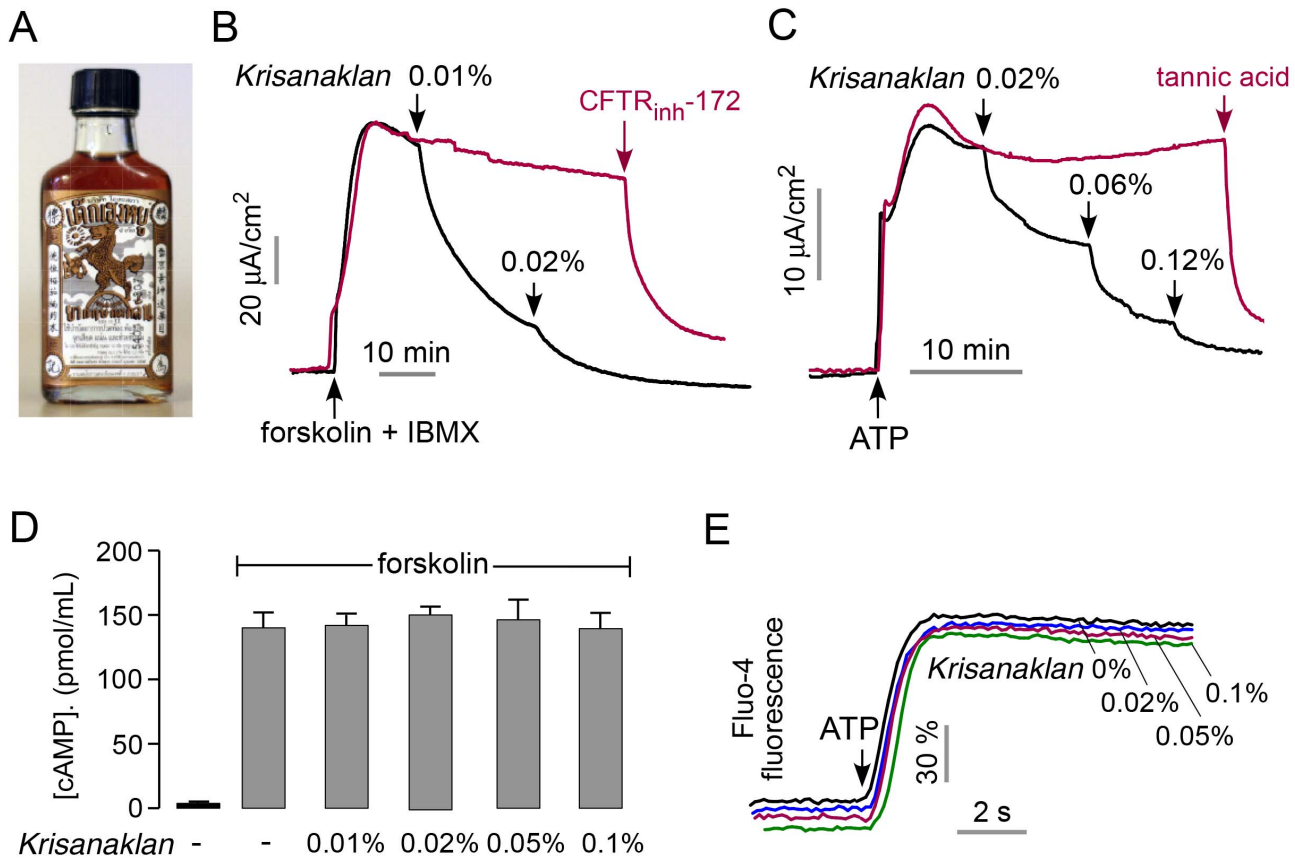 A
B
Krisanaklan 0.01%
CFTRinh-172
0.02%
20 µA/cm²
10 min
forskolin + IBMX
C
Krisanaklan 0.02%
tannic acid
0.06%
0.12%
10 µA/cm²
10 min
ATP
D
[cAMP]. (pmol/mL)
200
150
100
50
0
forskolin
Krisanaklan - - 0.01% 0.02% 0.05% 0.1%
E
Fluo-4
fluorescence
ATP
Krisanaklan 0%
0.02%
0.05%
0.1%
30 %
2 s